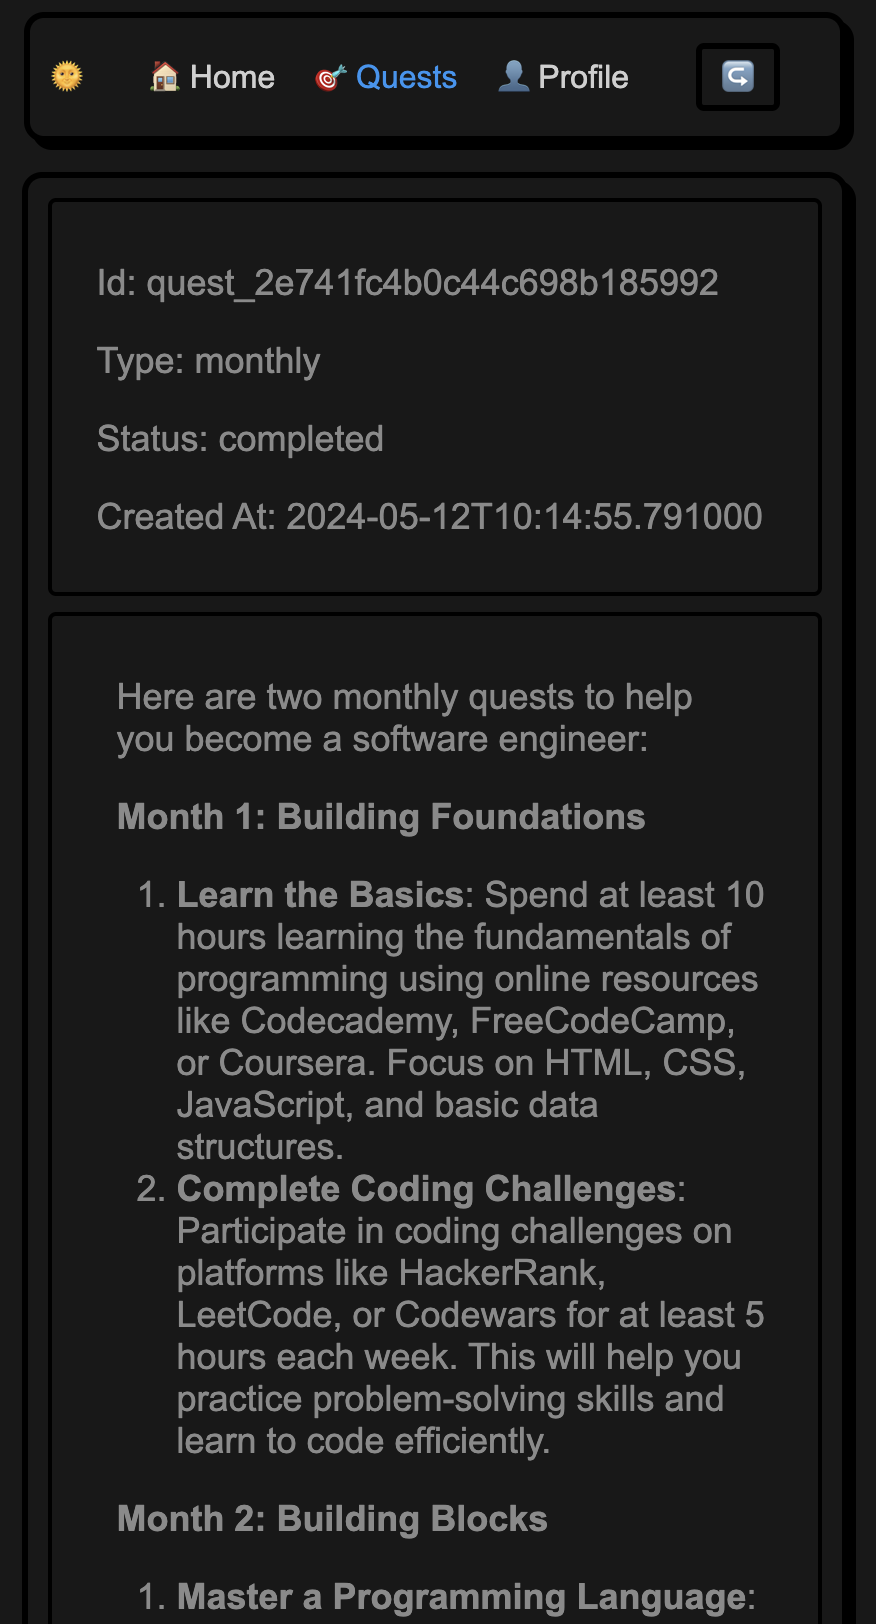 Home Quests Profile
Id: quest_2e741fc4b0c44c698b185992
Type: monthly
Status: completed
Created At: 2024-05-12T10:14:55.791000
Here are two monthly quests to help
you become a software engineer:
Month 1: Building Foundations
1. Learn the Basics: Spend at least 10
hours learning the fundamentals of
programming using online resources
like Codecademy, FreeCodeCamp,
or Coursera. Focus on HTML, CSS,
JavaScript, and basic data
structures.
2. Complete Coding Challenges:
Participate in coding challenges on
platforms like HackerRank,
LeetCode, or Codewars for at least 5
hours each week. This will help you
practice problem-solving skills and
learn to code efficiently.
Month 2: Building Blocks
1. Master a Programming Language: